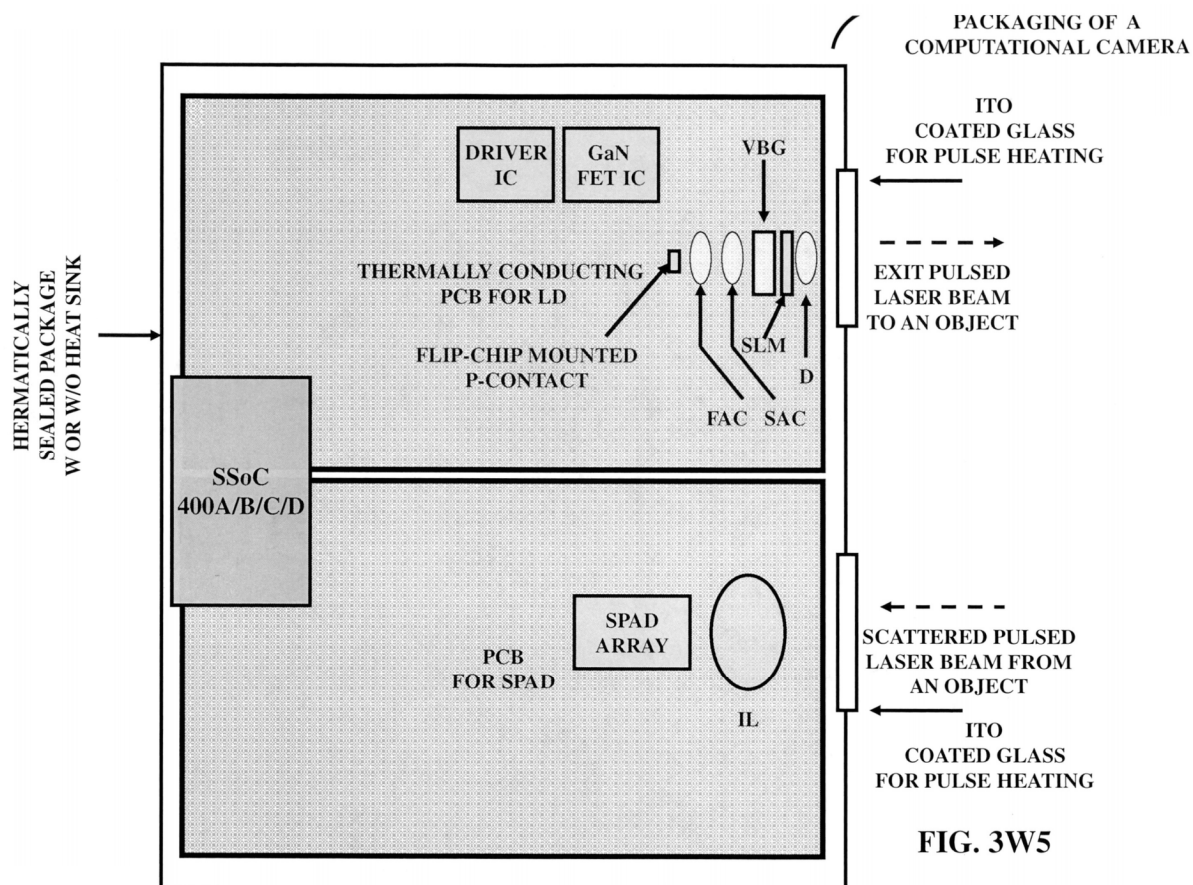 PACKAGING OF A
COMPUTATIONAL CAMERA
ITO
COATED GLASS
FOR PULSE HEATING
DRIVER
IC
GaN
FET IC
VBG
THERMALLY CONDUCTING
PCB FOR LD
EXIT PULSED
LASER BEAM
TO AN OBJECT
FLIP-CHIP MOUNTED
P-CONTACT
SLM
D
FAC SAC
HERMATICALLY
SEALED PACKAGE
W OR W/O HEAT SINK
SSoC
400A/B/C/D
SPAD
ARRAY
PCB
FOR SPAD
IL
SCATTERED PULSED
LASER BEAM FROM
AN OBJECT
ITO
COATED GLASS
FOR PULSE HEATING
FIG. 3W5